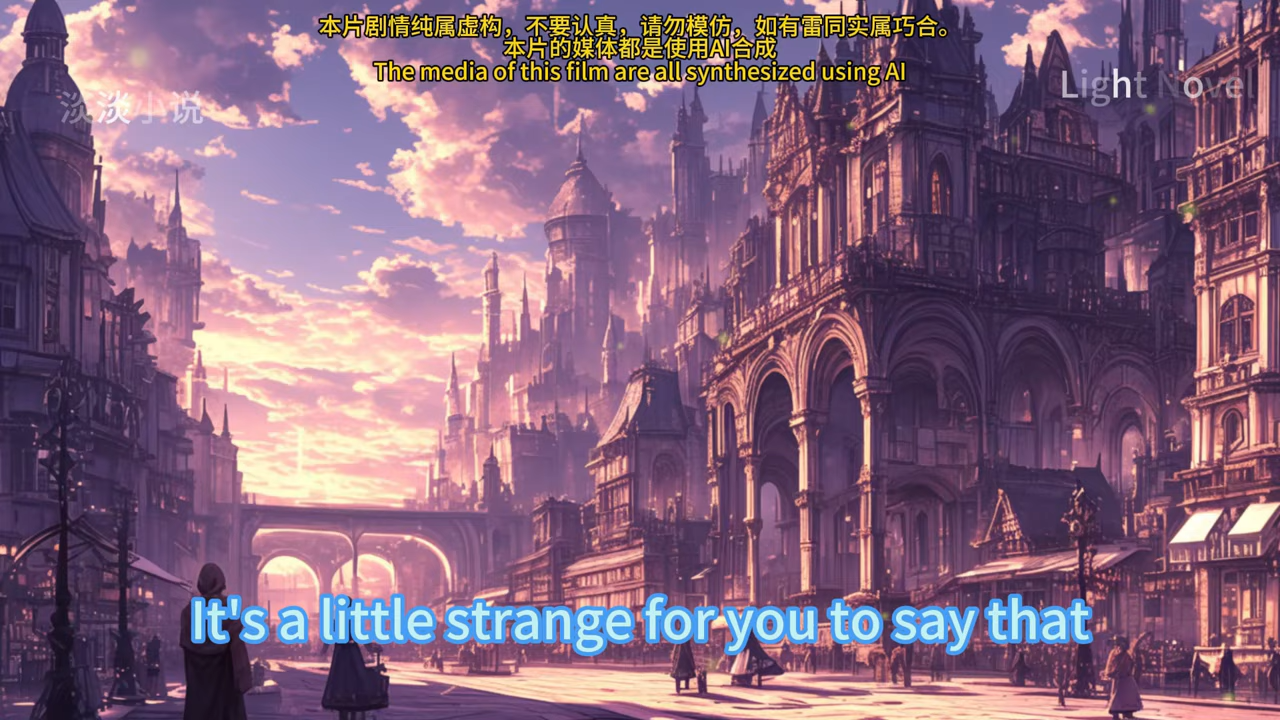 本片剧情纯属虚构，不要认真，请勿模仿，如有雷同实属巧合。
本片的媒体都是使用AI合成
The media of this film are all synthesized using AI
淡淡小说
Light Novel
It's a little strange for you to say that